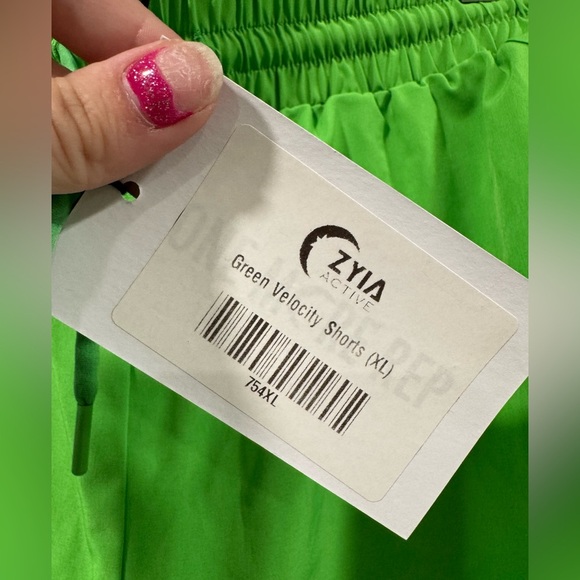 ZYIA
ACTIVE
Green Velocity Shorts (XL)
754XL